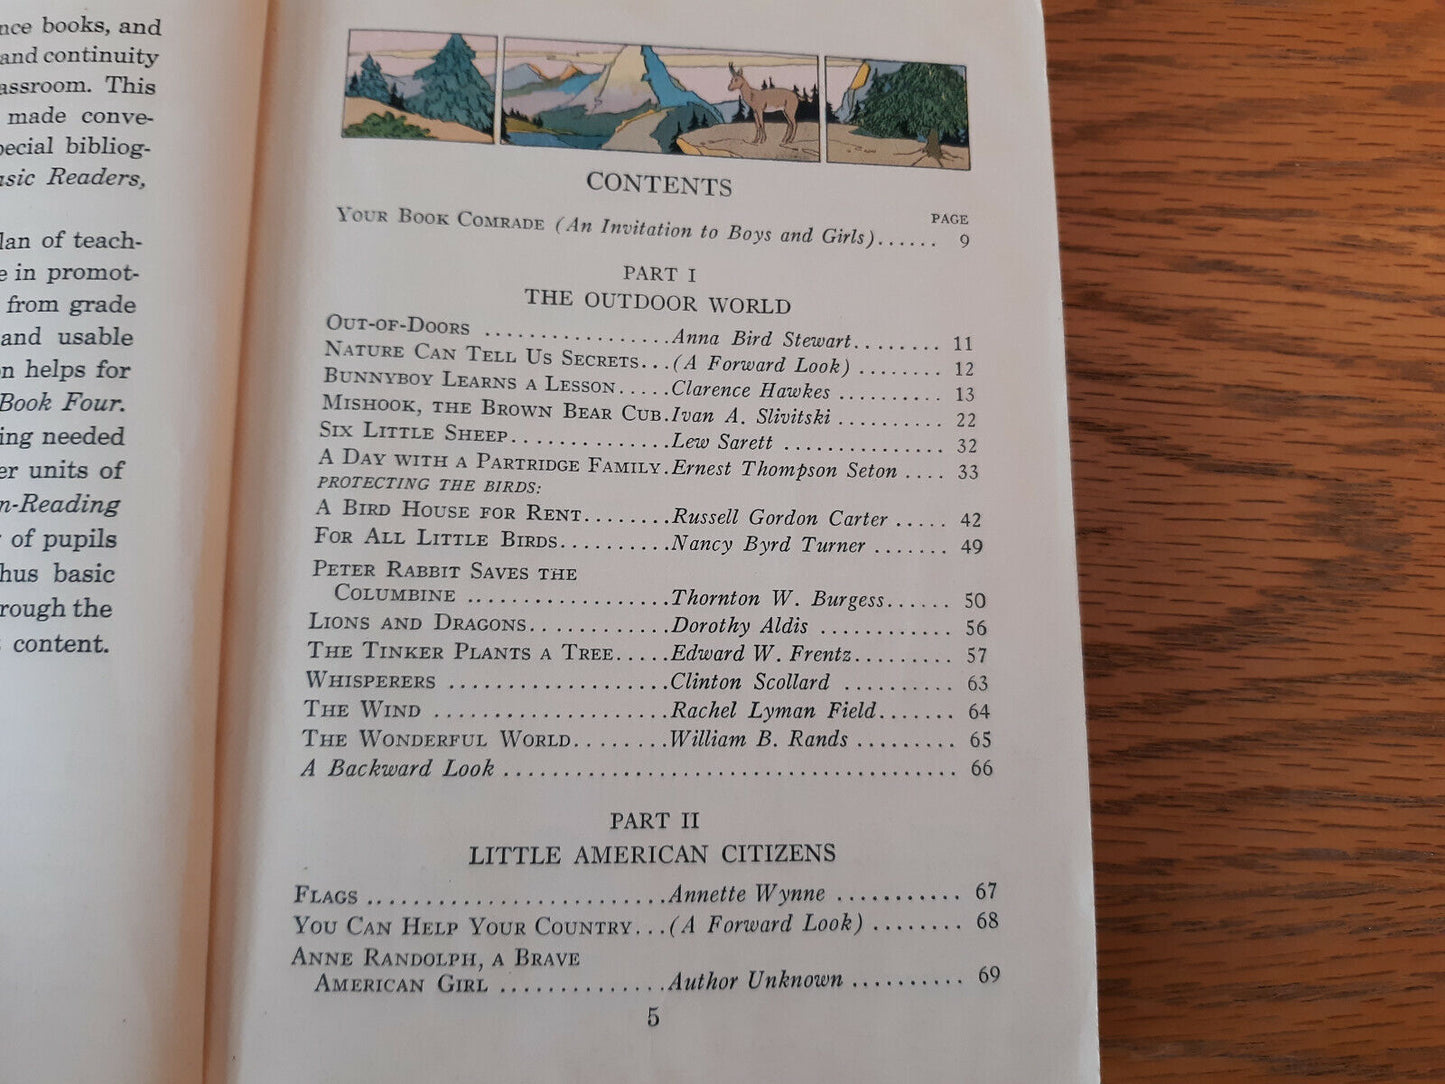 nce books, and
and continuity
assroom. This
made conve-
pecial bibliog-
asic Readers,
lan of teach-
e in promot-
from grade
and usable
n helps for
Book Four.
ing needed
er units of
n-Reading
of pupils
hus basic
rough the
content.
CONTENTS
PAGE
YOUR BOOK COMRADE (An Invitation to Boys and Girls)...... 9
PART I
THE OUTDOOR WORLD
OUT-OF-DOORS .................Anna Bird Stewart........ 11
NATURE CAN TELL US SECRETS...(A Forward Look) ........ 12
BUNNYBOY LEARNS A LESSON.....Clarence Hawkes .......... 13
MISHOOK, THE BROWN BEAR CUB.Ivan A. Slivitski .......... 22
SIX LITTLE SHEEP..............Lew Sarett ............... 32
A DAY WITH A PARTRIDGE FAMILY.Ernest Thompson Seton .... 33
PROTECTING THE BIRDS:
A BIRD HOUSE FOR RENT........Russell Gordon Carter ..... 42
FOR ALL LITTLE BIRDS..........Nancy Byrd Turner ....... 49
PETER RABBIT SAVES THE
COLUMBINE ..................Thornton W. Burgess...... 50
LIONS AND DRAGONS.............Dorothy Aldis ............ 56
THE TINKER PLANTS A TREE.....Edward W. Frentz......... 57
WHISPERERS ....................Clinton Scollard .......... 63
THE WIND .....................Rachel Lyman Field....... 64
THE WONDERFUL WORLD........William B. Rands ......... 65
A Backward Look ........................................ 66
PART II
LITTLE AMERICAN CITIZENS
FLAGS ..........................Annette Wynne ........... 67
YOU CAN HELP YOUR COUNTRY...(A Forward Look) ........ 68
ANNE RANDOLPH, A BRAVE
AMERICAN GIRL ..............Author Unknown .......... 69
5